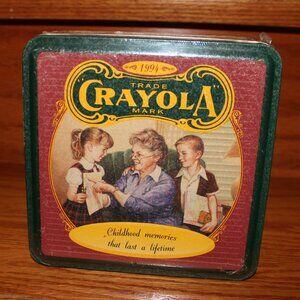 1994
TRADE
"CRAYOLA"
MARK
Childhood memories
that last a lifetime